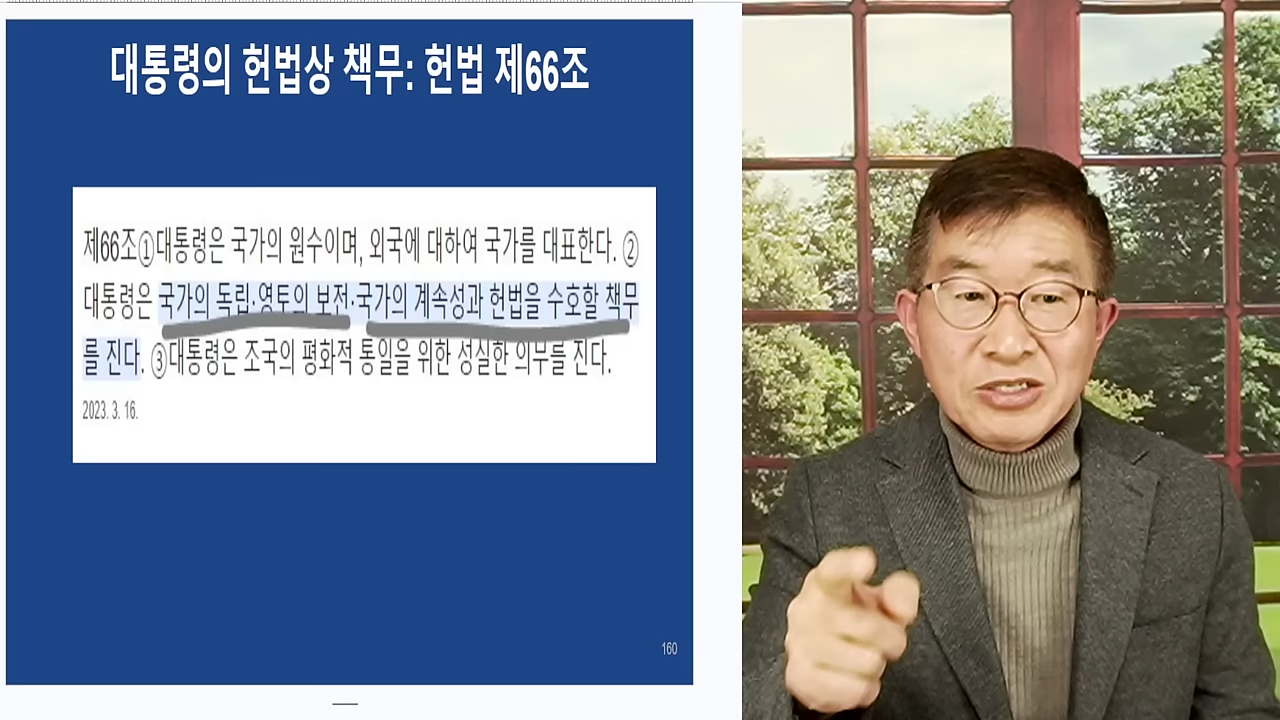 대통령의 헌법상 책무: 헌법 제66조
제66조①대통령은 국가의 원수이며, 외국에 대하여 국가를 대표한다. ②
대통령은 국가의 독립·영토의 보전·국가의 계속성과 헌법을 수호할 책무
를 진다. ③대통령은 조국의 평화적 통일을 위한 성실한 의무를 진다.
2023. 3. 16.
160